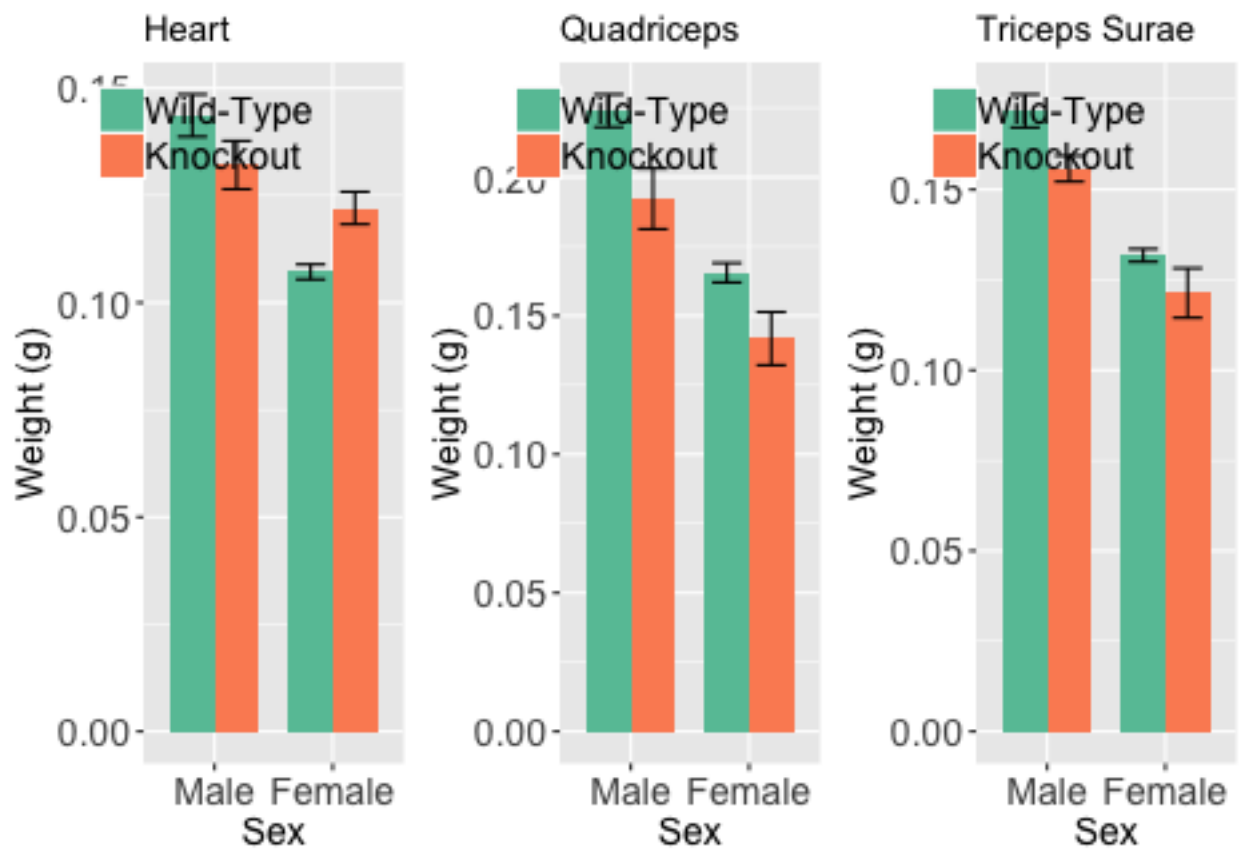 Heart
Weight (g)
0.15
0.10
0.05
0.00
Wild-Type
Knockout
Male Female
Sex
Quadriceps
Weight (g)
0.20
0.15
0.10
0.05
0.00
Wild-Type
Knockout
Male Female
Sex
Triceps Surae
Weight (g)
0.15
0.10
0.05
0.00
Wild-Type
Knockout
Male Female
Sex